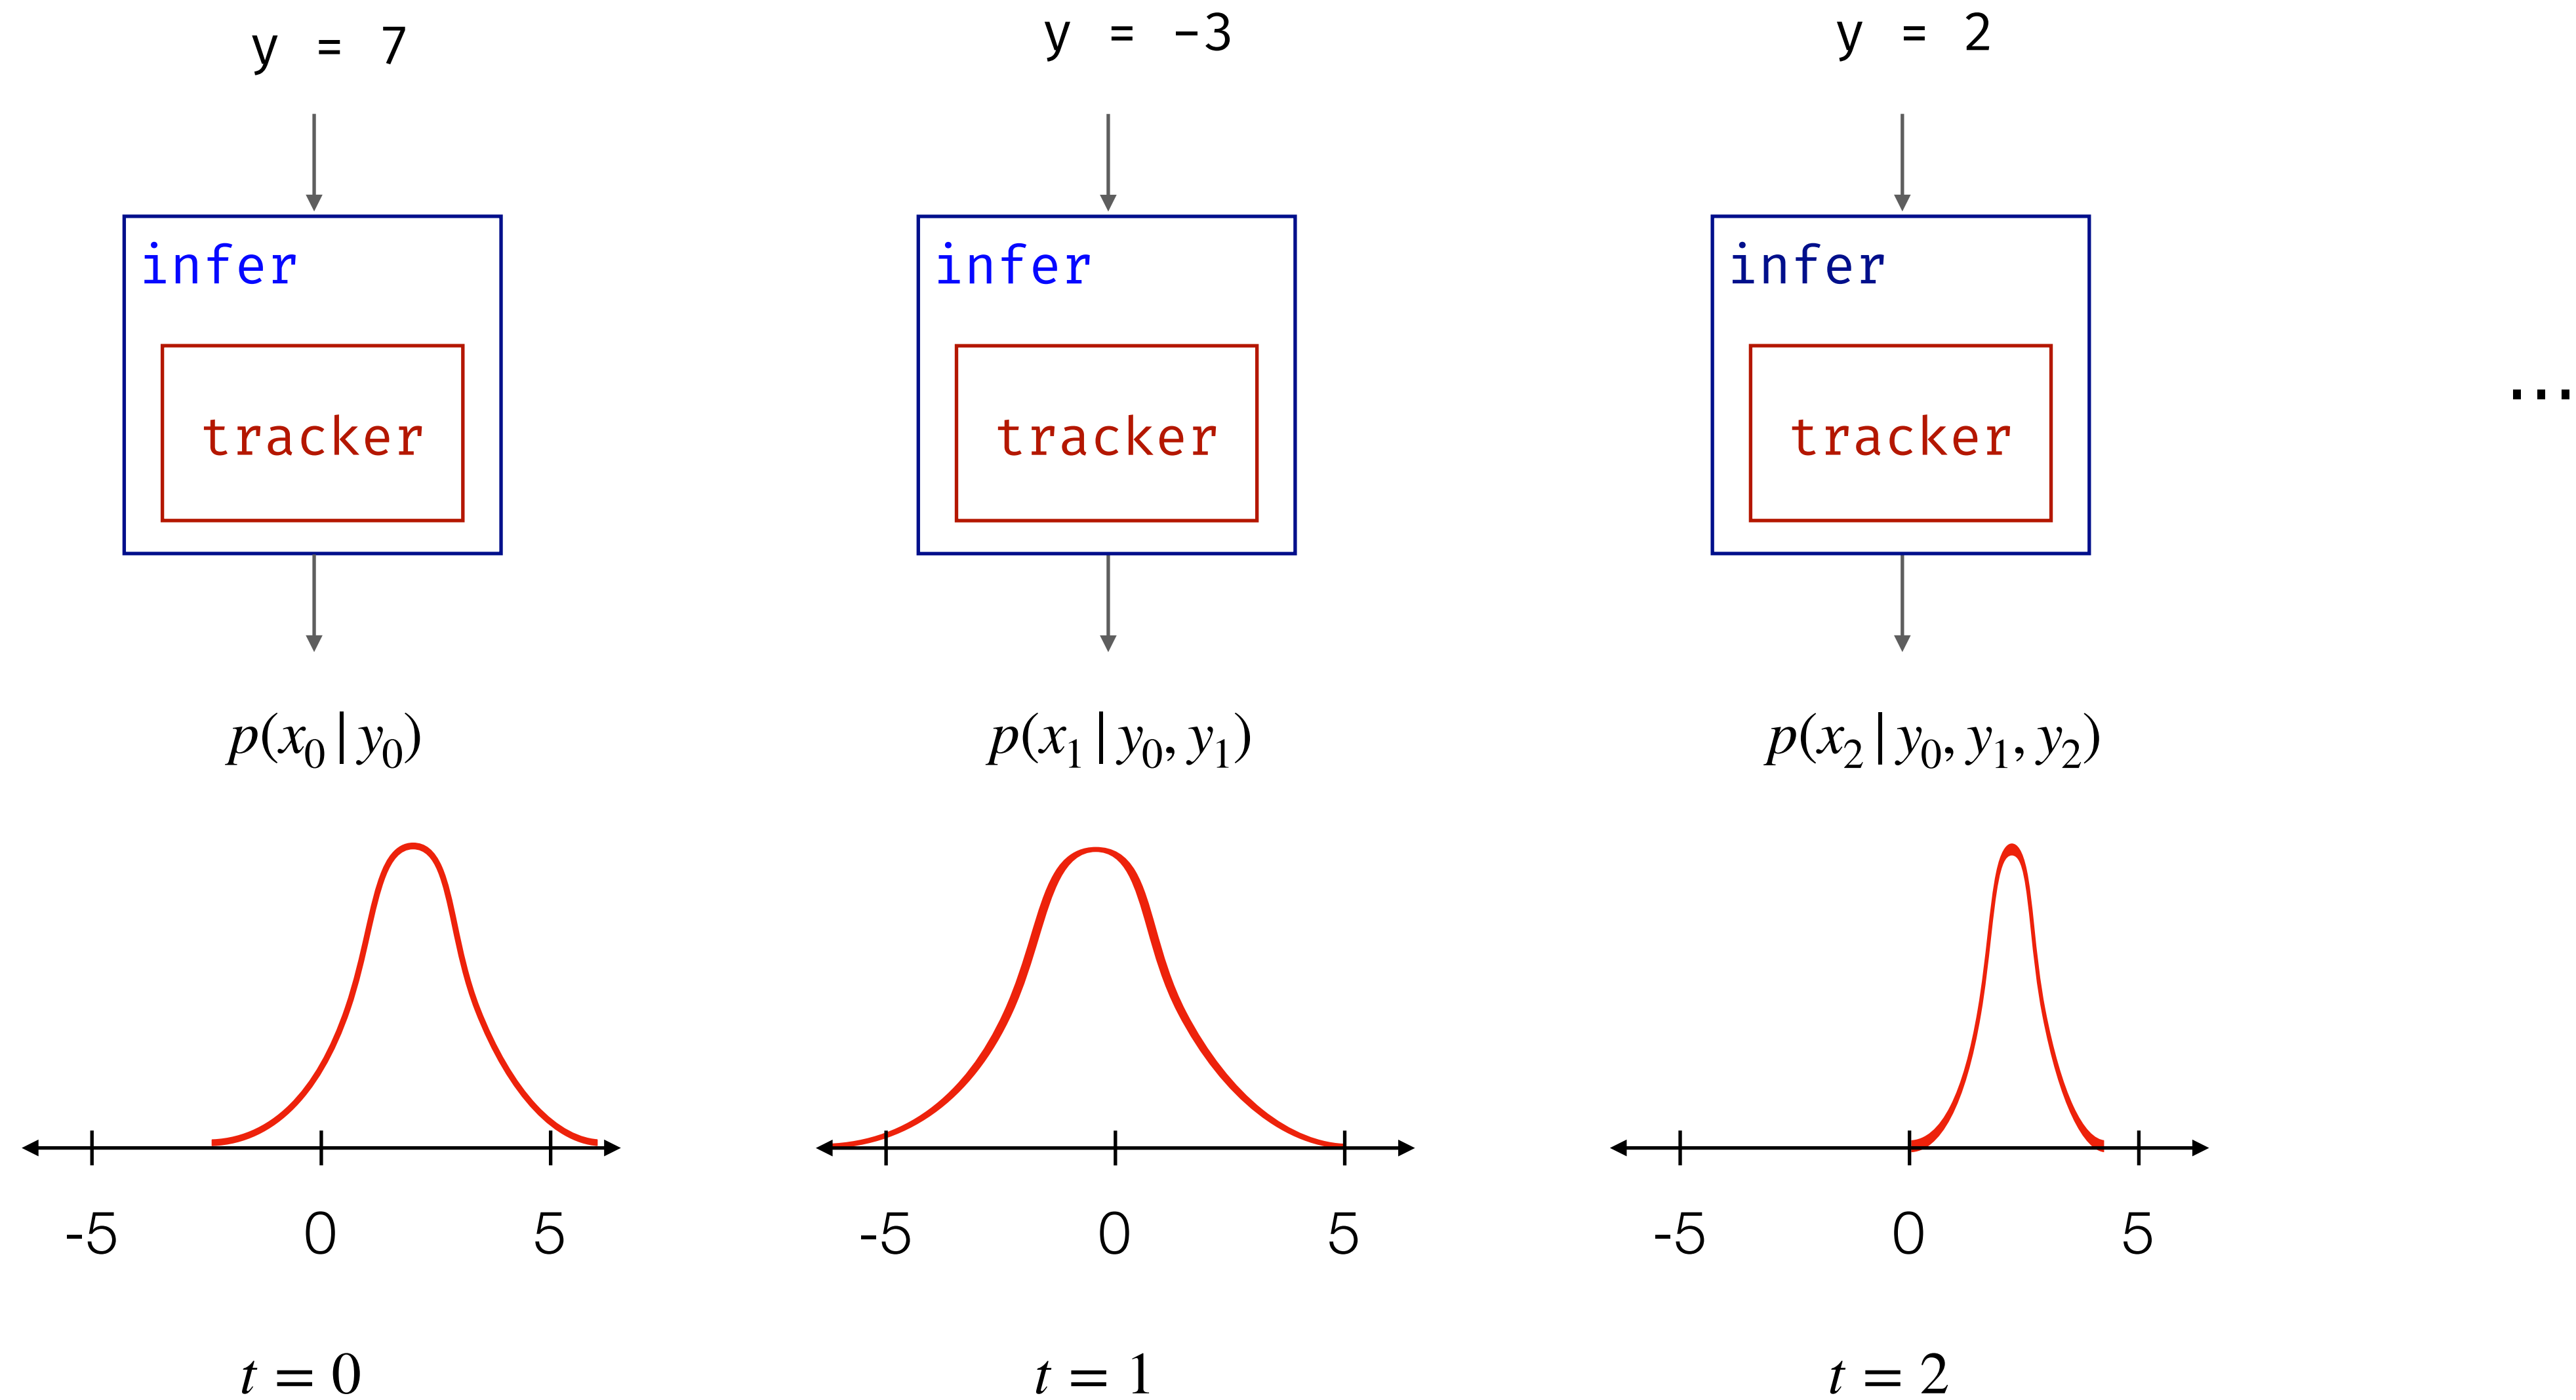 y = 7
y = -3
y = 2
infer
infer
infer
tracker
tracker
tracker
...
p(x₀ | y₀)
p(x₁ | y₀, y₁)
p(x₂ | y₀, y₁, y₂)
-5 0 5
-5 0 5
-5 0 5
t = 0
t = 1
t = 2